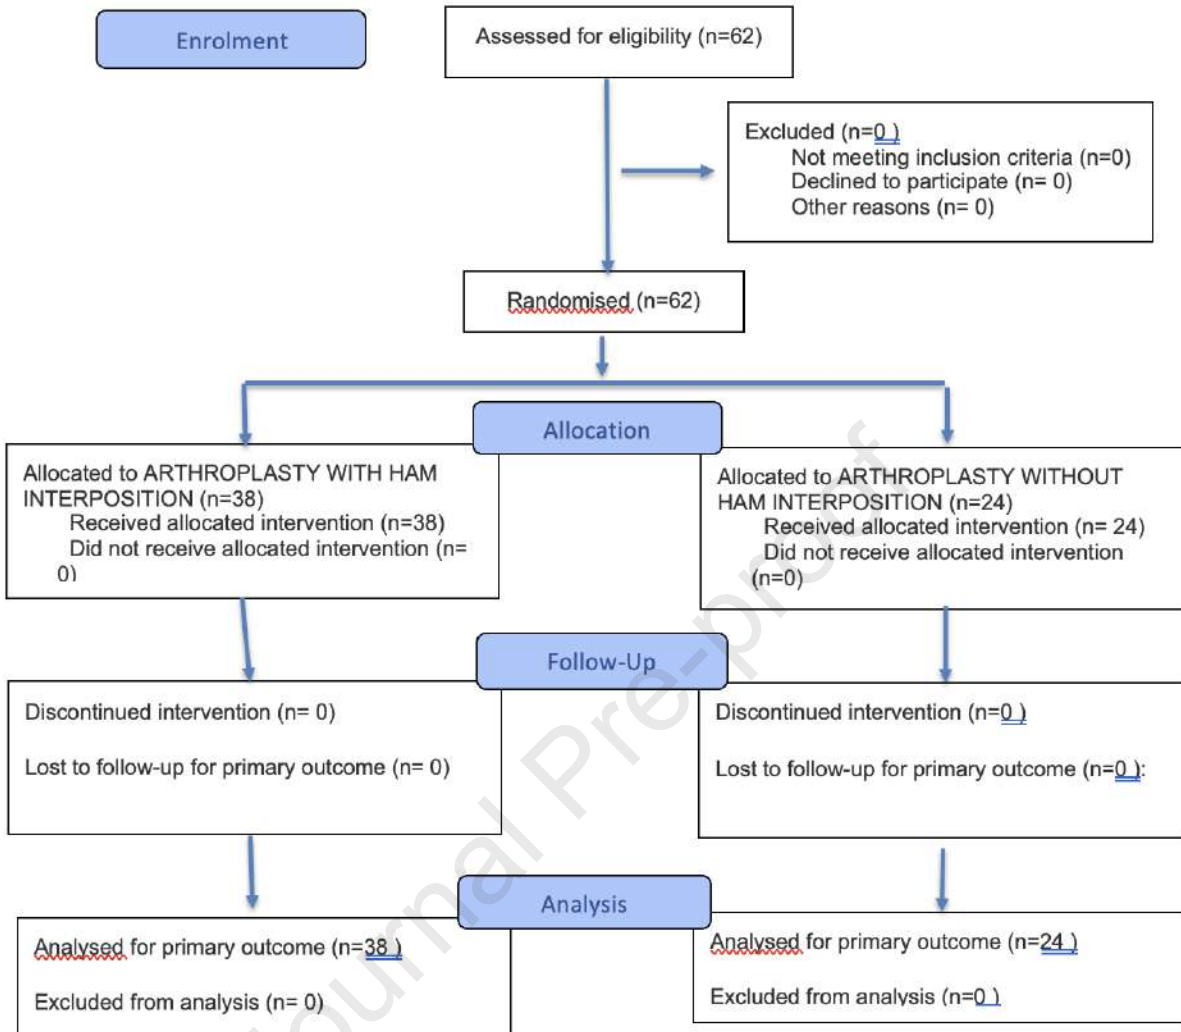 Enrolment
Assessed for eligibility (n=62)
Excluded (n=0 )
Not meeting inclusion criteria (n=0)
Declined to participate (n= 0)
Other reasons (n= 0)
Randomised (n=62)
Allocation
Allocated to ARTHROPLASTY WITH HAM
INTERPOSITION (n=38)
Received allocated intervention (n=38)
Did not receive allocated intervention (n=
0)
Allocated to ARTHROPLASTY WITHOUT
HAM INTERPOSITION (n=24)
Received allocated intervention (n= 24)
Did not receive allocated intervention
(n=0)
Follow-Up
Discontinued intervention (n= 0)
Lost to follow-up for primary outcome (n= 0)
Discontinued intervention (n=0 )
Lost to follow-up for primary outcome (n=0 ):
Analysis
Analysed for primary outcome (n=38 )
Excluded from analysis (n= 0)
Analysed for primary outcome (n=24 )
Excluded from analysis (n=0 )
Journal Pre-proof